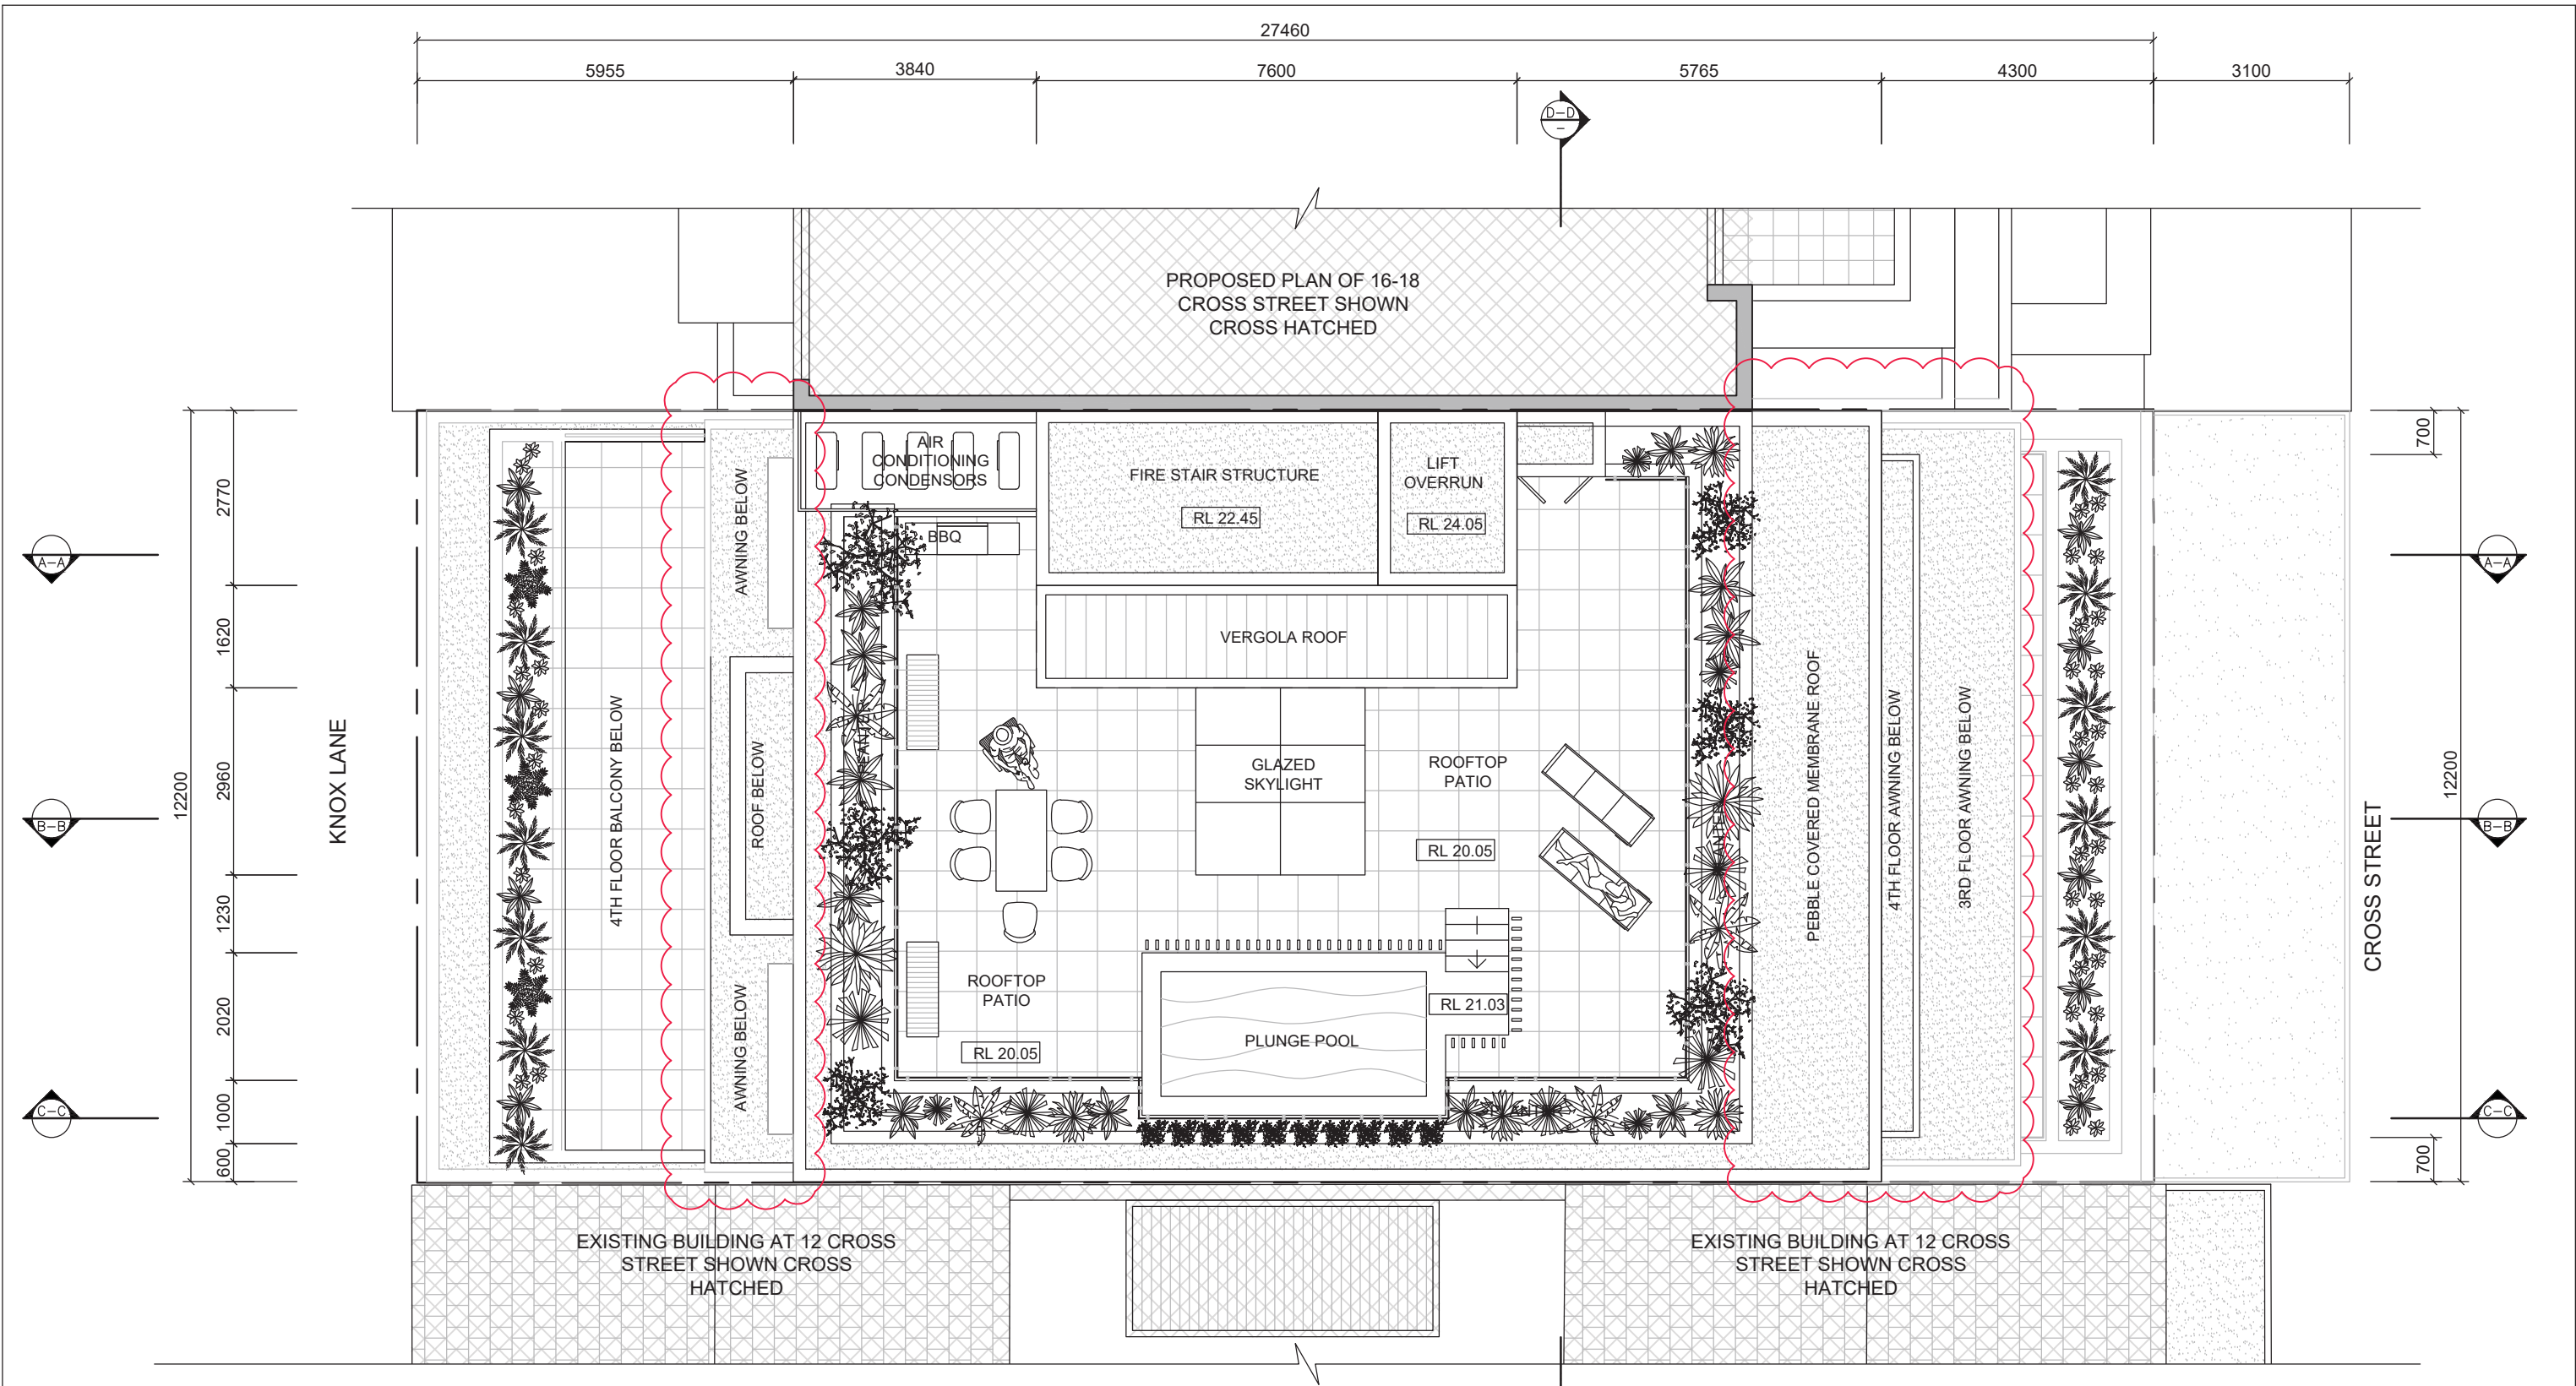 27460
5955
3840
7600
5765
4300
3100
D-D
-
PROPOSED PLAN OF 16-18
CROSS STREET SHOWN
CROSS HATCHED
12200
2770
1620
2960
1230
2020
1000
600
A-A
B-B
C-C
KNOX LANE
4TH FLOOR BALCONY BELOW
AWNING BELOW
ROOF BELOW
AWNING BELOW
AIR
CONDITIONING
CONDENSORS
BBQ
FIRE STAIR STRUCTURE
RL 22.45
LIFT
OVERRUN
RL 24.05
VERGOLA ROOF
GLAZED
SKYLIGHT
ROOFTOP
PATIO
RL 20.05
ROOFTOP
PATIO
RL 20.05
RL 21.03
PLUNGE POOL
PLANTER
PEBBLE COVERED MEMBRANE ROOF
4TH FLOOR AWNING BELOW
3RD FLOOR AWNING BELOW
CROSS STREET
700
12200
700
A-A
B-B
C-C
EXISTING BUILDING AT 12 CROSS
STREET SHOWN CROSS
HATCHED
EXISTING BUILDING AT 12 CROSS
STREET SHOWN CROSS
HATCHED